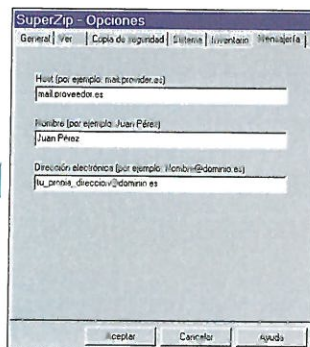 SuperZip - Opciones
General Ver Copia de seguridad Sistema Inventario Mensajería
Host (por ejemplo: mail.provider.es)
mail.proveedor.es
Nombre (por ejemplo: Juan Pérez)
Juan Pérez
Dirección electrónica (por ejemplo: Nombre@dominio.es)
tu_propia_direccion@dominio.es
Aceptar Cancelar Ayuda